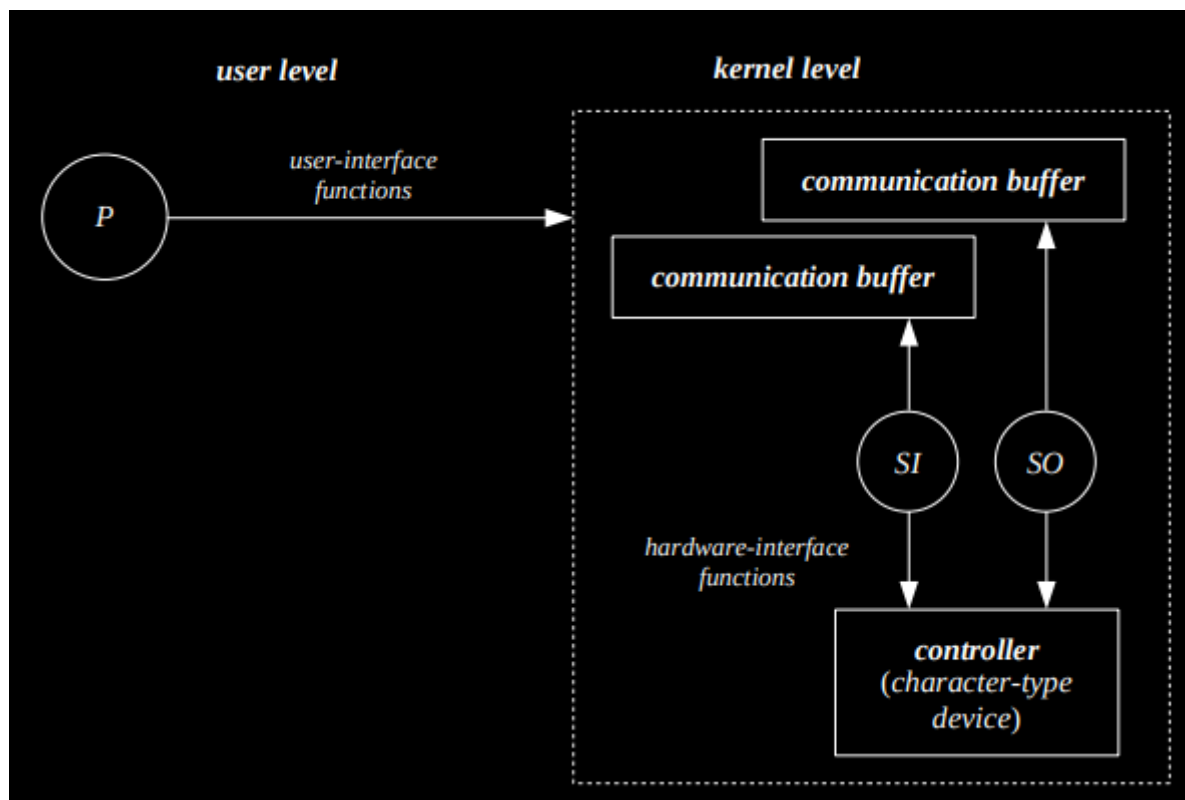 user level
kernel level
user-interface
functions
P
communication buffer
communication buffer
SI
SO
hardware-interface
functions
controller
(character-type
device)